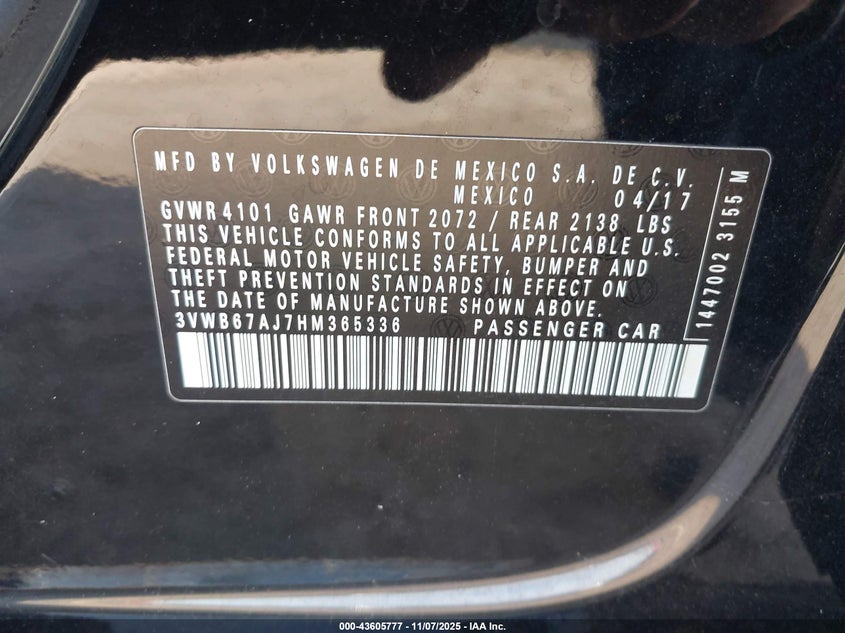 MFD BY VOLKSWAGEN DE MEXICO S.A. DE C.V.
MEXICO 04/17
GVWR 4101 GAWR FRONT 2072 / REAR 2138 LBS
THIS VEHICLE CONFORMS TO ALL APPLICABLE U.S.
FEDERAL MOTOR VEHICLE SAFETY, BUMPER AND
THEFT PREVENTION STANDARDS IN EFFECT ON
THE DATE OF MANUFACTURE SHOWN ABOVE.
3VWB67AJ7HM365336 PASSENGER CAR
1447002 3155 M
000-43605777 - 11/07/2025 - IAA Inc.